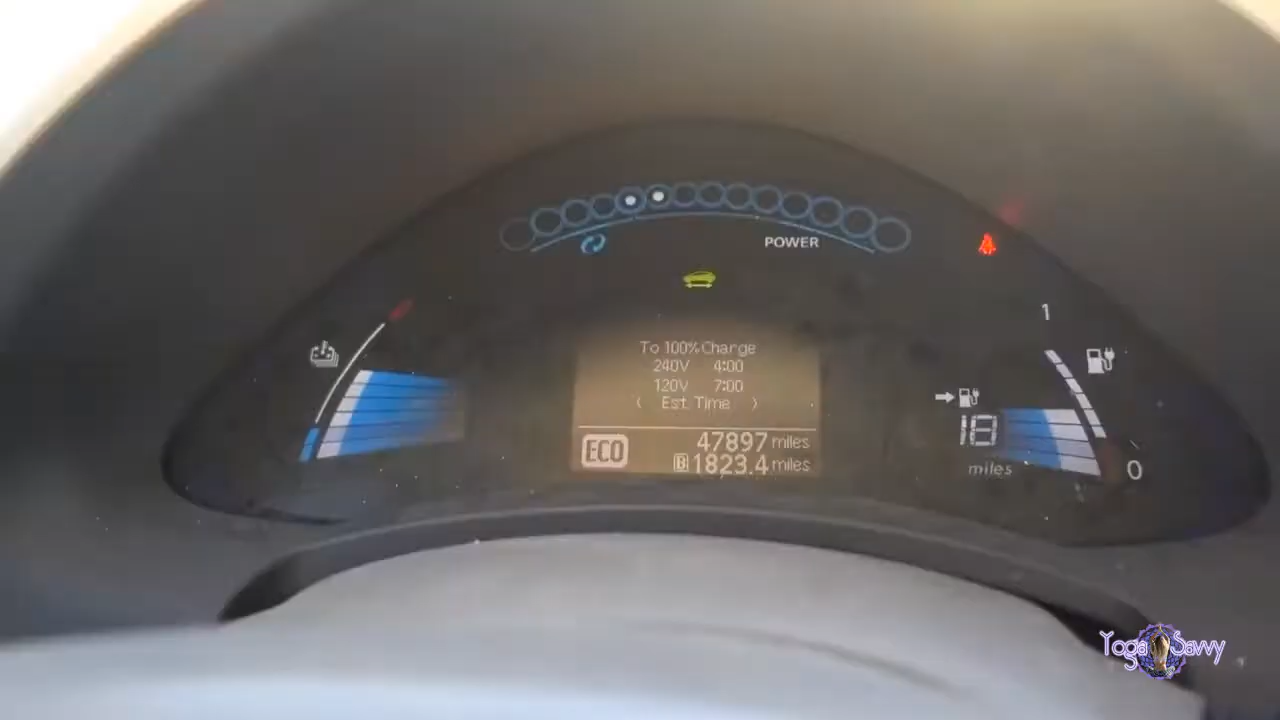 POWER
1
To 100% Charge
240V 4:00
120V 7:00
< Est Time >
18
miles
0
ECO
47897 miles
B 1823.4 miles
Yoga Savvy